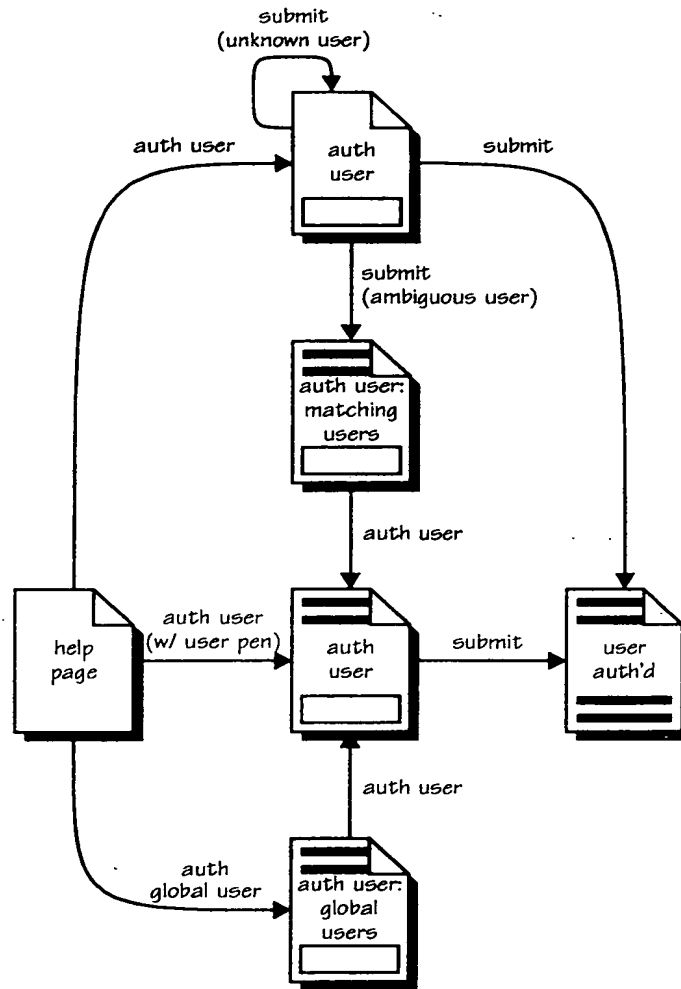 submit
(unknown user)
auth user
auth
user
submit
submit
(ambiguous user)
auth user:
matching
users
auth user
help
page
auth user
(w/ user pen)
auth
user
submit
user
auth'd
auth user
auth
global user
auth user:
global
users